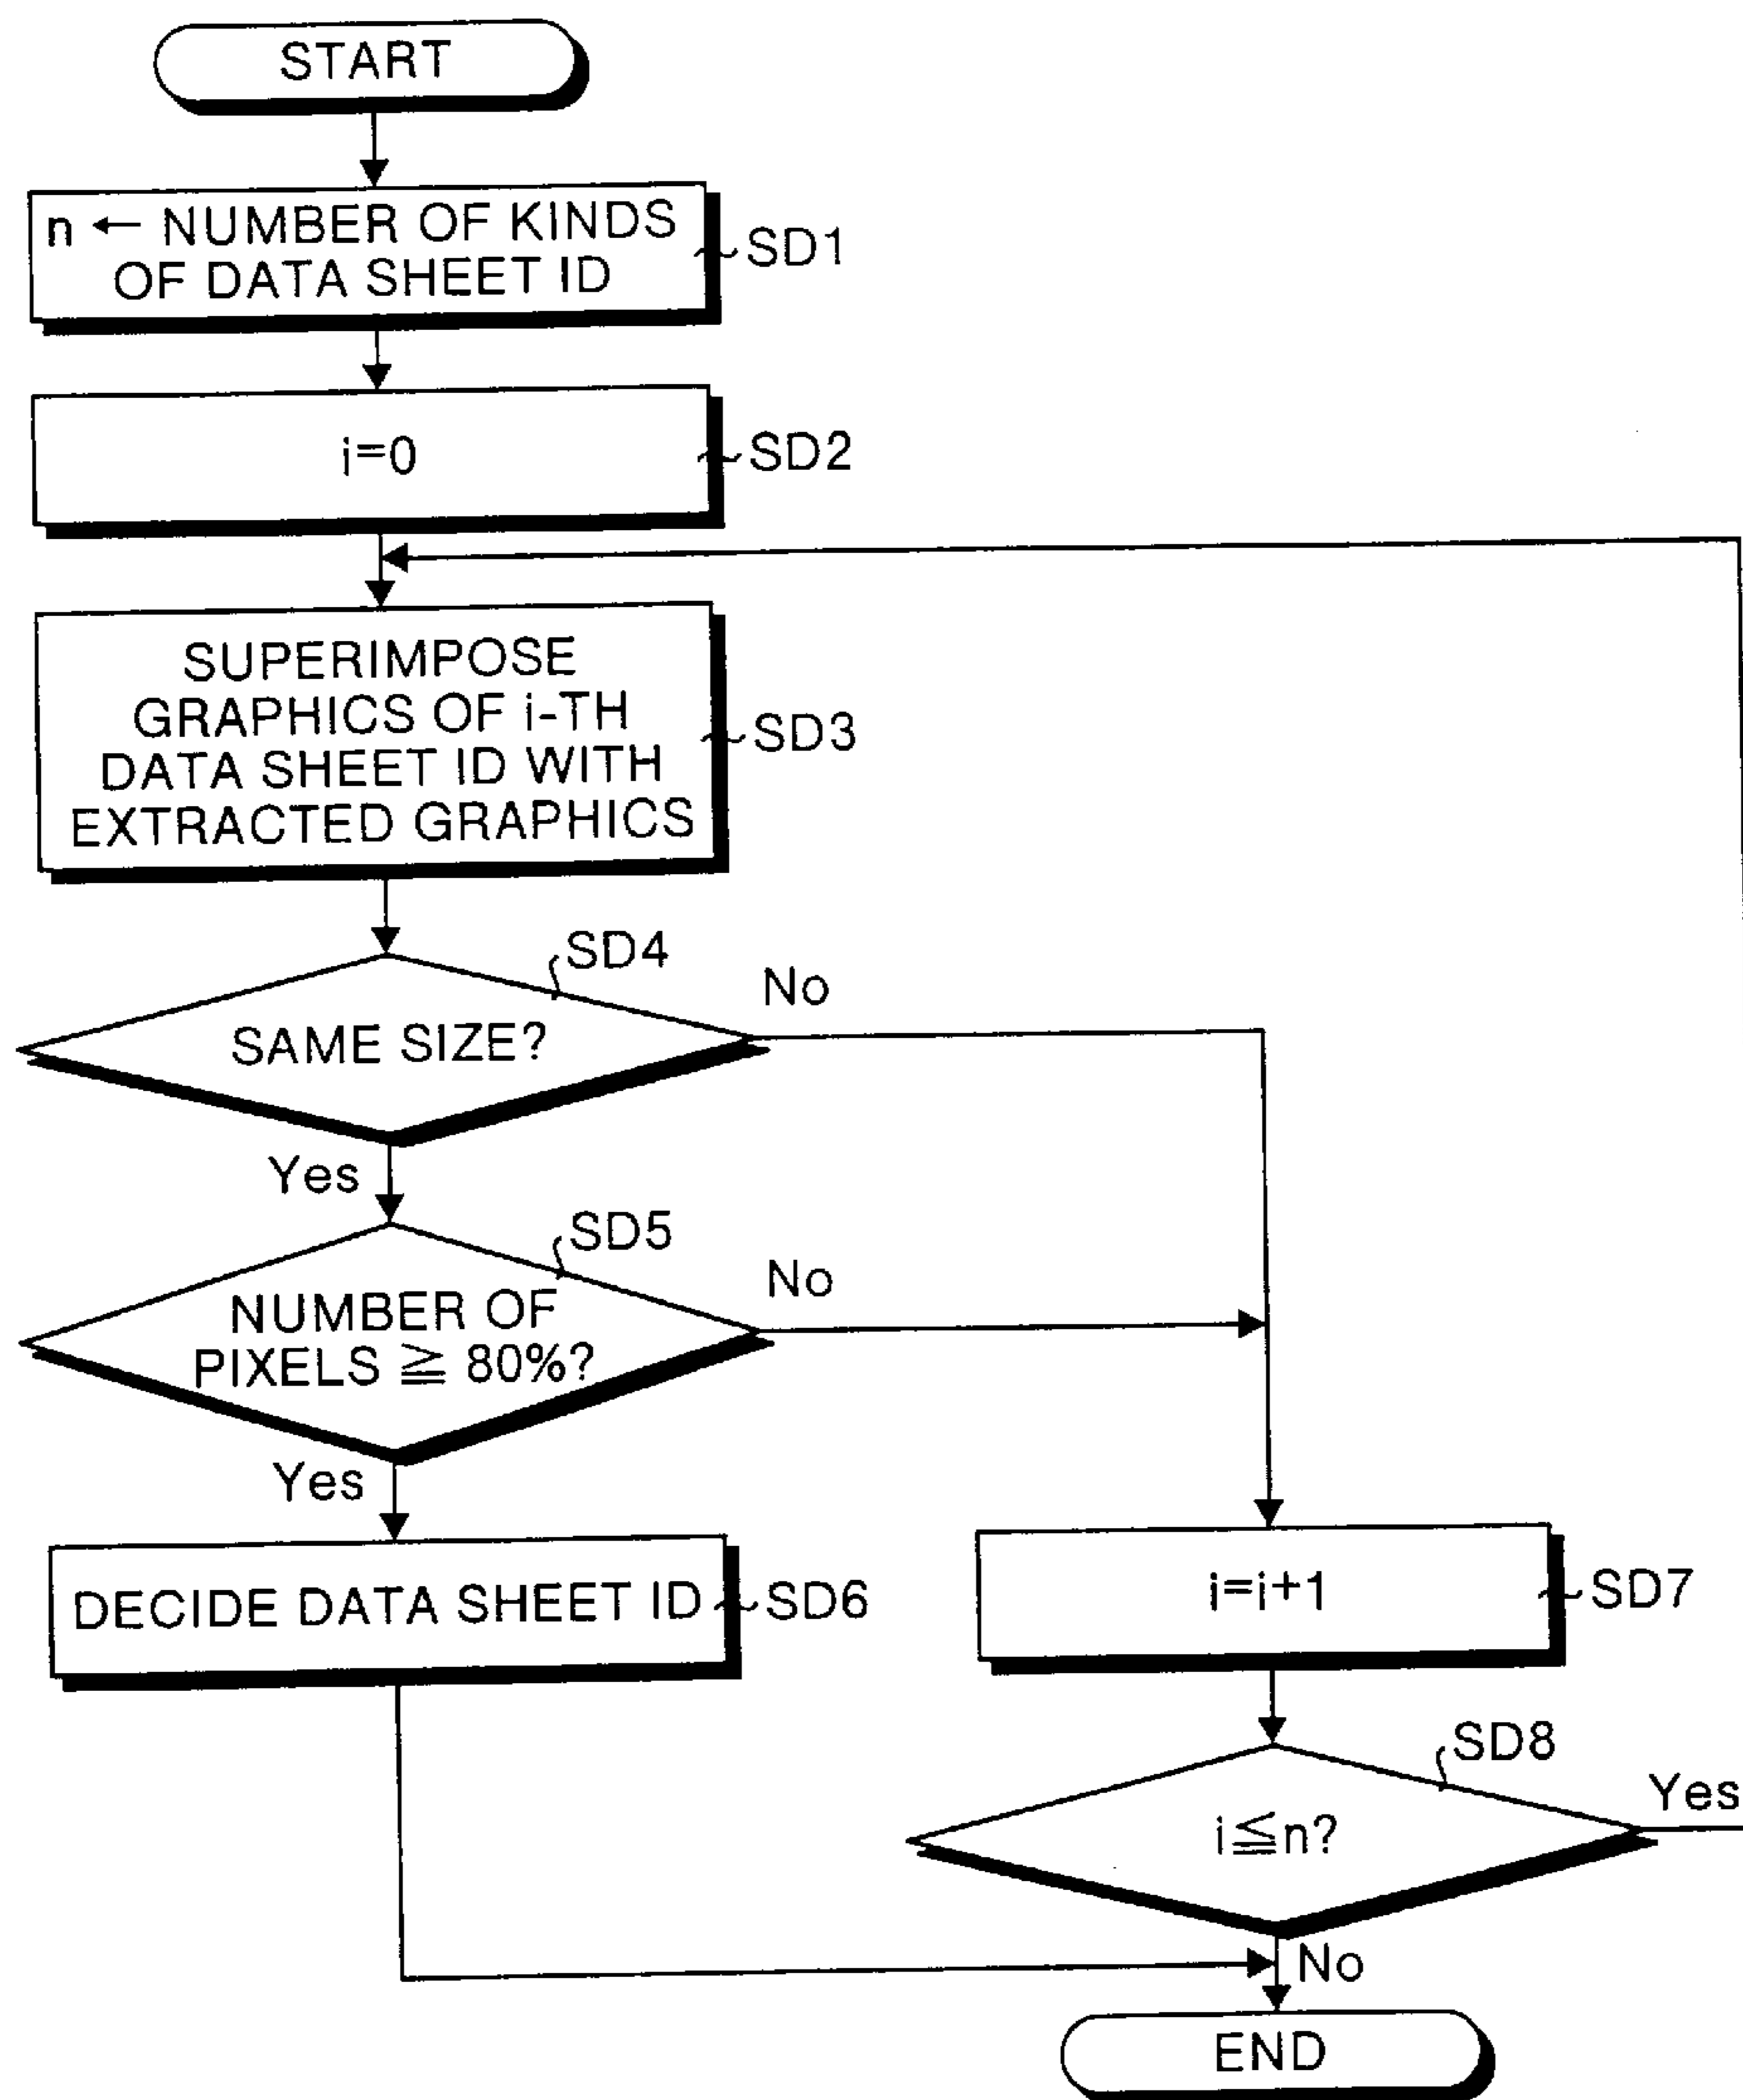 START
n ← NUMBER OF KINDS
OF DATA SHEET ID
SD1
i=0
SD2
SUPERIMPOSE
GRAPHICS OF i-TH
DATA SHEET ID WITH
EXTRACTED GRAPHICS
SD3
SD4
No
SAME SIZE?
Yes
SD5
No
NUMBER OF
PIXELS ≧ 80%?
Yes
DECIDE DATA SHEET ID
SD6
i=i+1
SD7
SD8
Yes
i≦n?
No
END